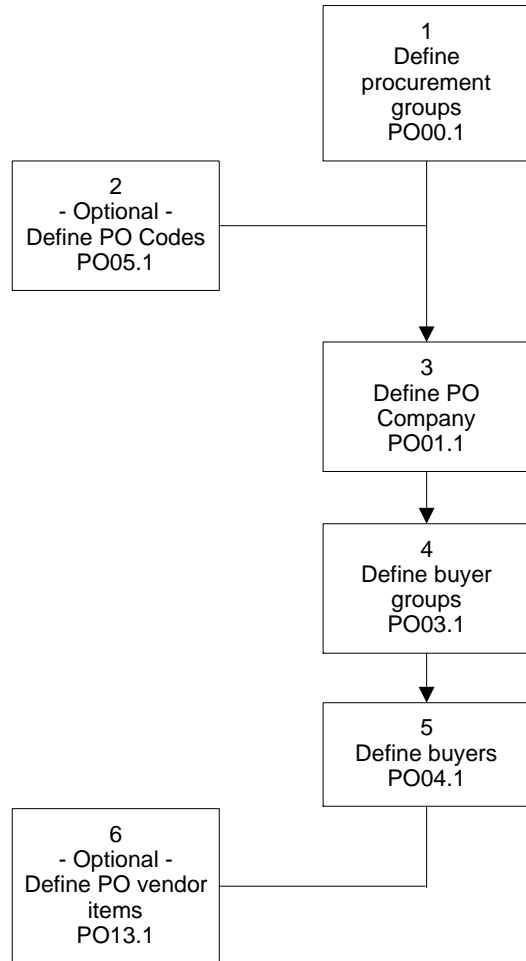 1
Define
procurement
groups
PO00.1
2
- Optional -
Define PO Codes
PO05.1
3
Define PO
Company
PO01.1
4
Define buyer
groups
PO03.1
5
Define buyers
PO04.1
6
- Optional -
Define PO vendor
items
PO13.1